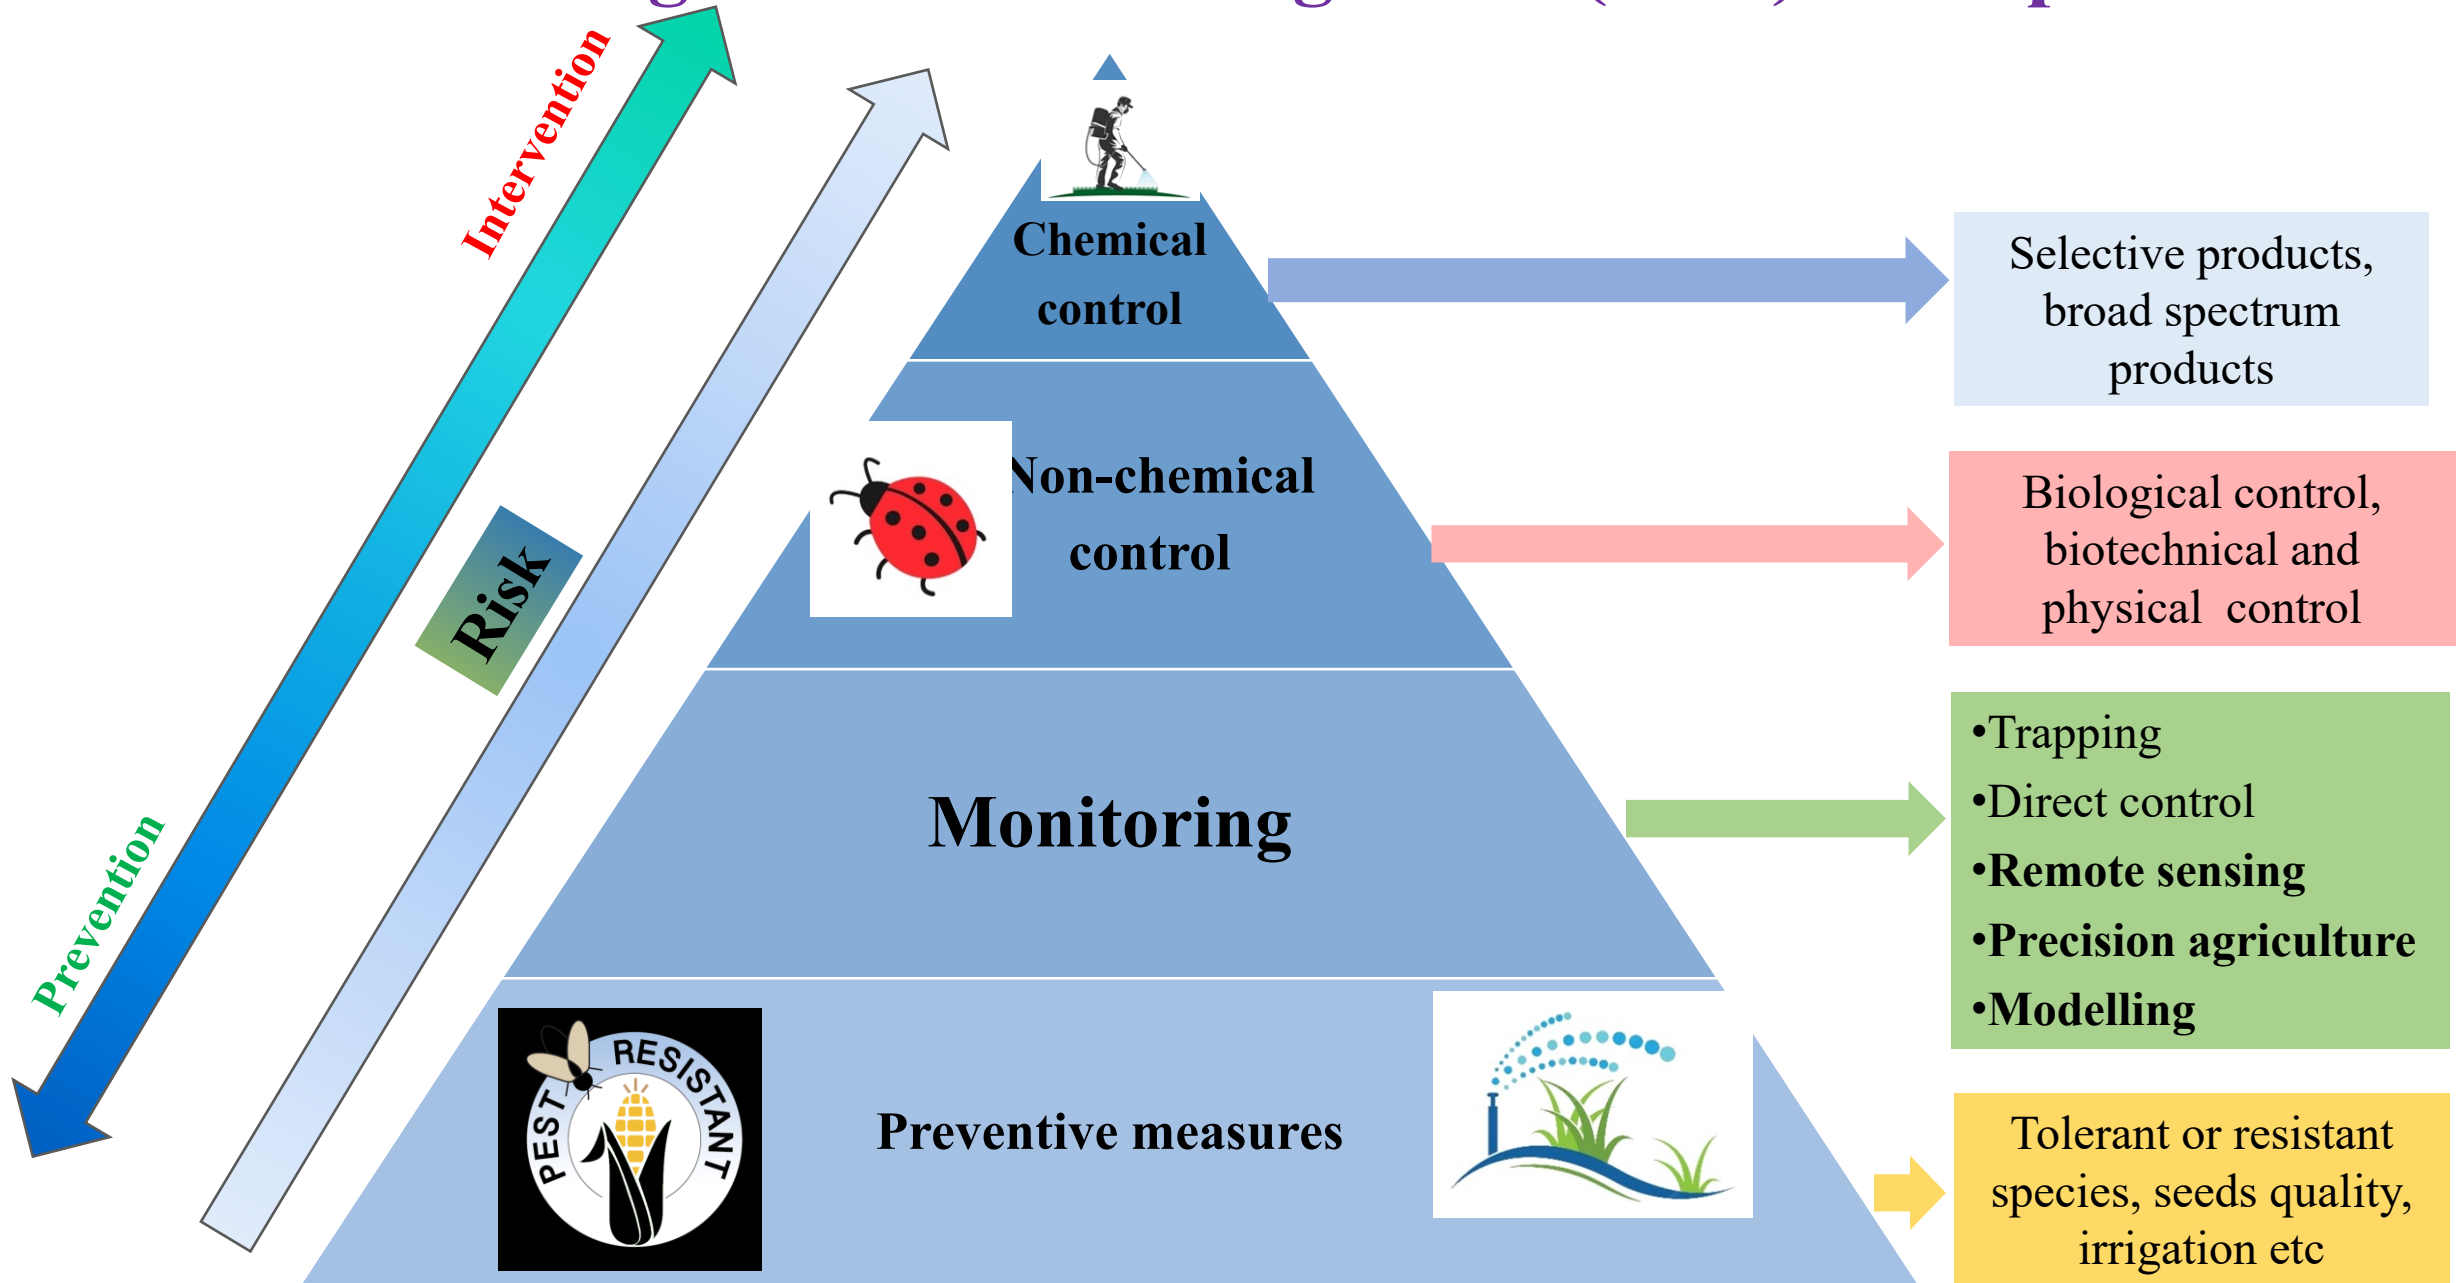 Intervention
Chemical
control
Selective products,
broad spectrum
products
Non-chemical
control
Biological control,
biotechnical and
physical control
Risk
Monitoring
•Trapping
•Direct control
•Remote sensing
•Precision agriculture
•Modelling
Prevention
PEST RESISTANT
Preventive measures
Tolerant or resistant
species, seeds quality,
irrigation etc